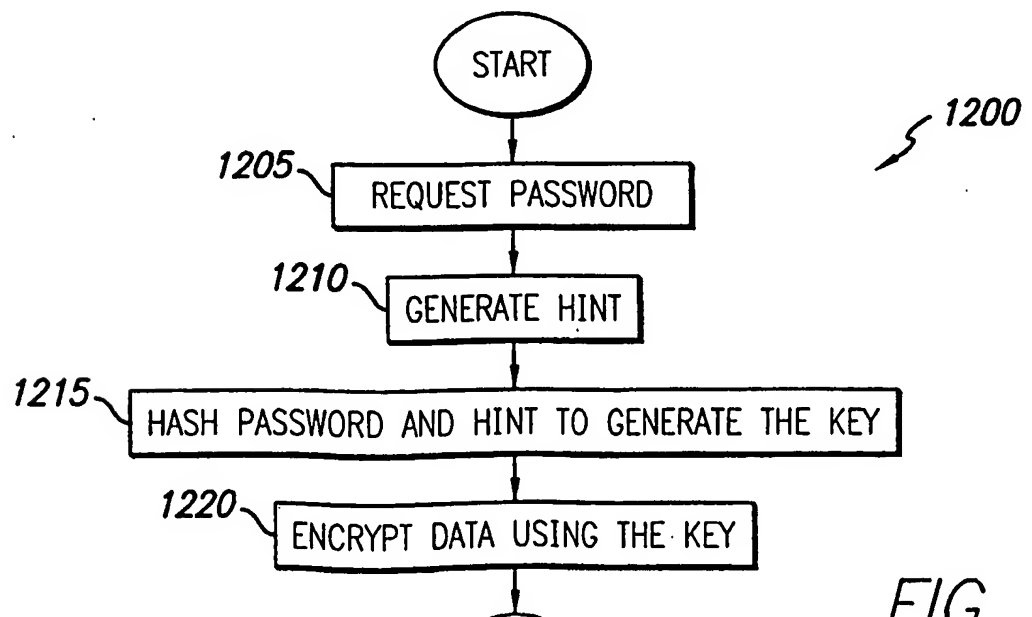 START
1200
1205
REQUEST PASSWORD
1210
GENERATE HINT
1215
HASH PASSWORD AND HINT TO GENERATE THE KEY
1220
ENCRYPT DATA USING THE KEY
FIG